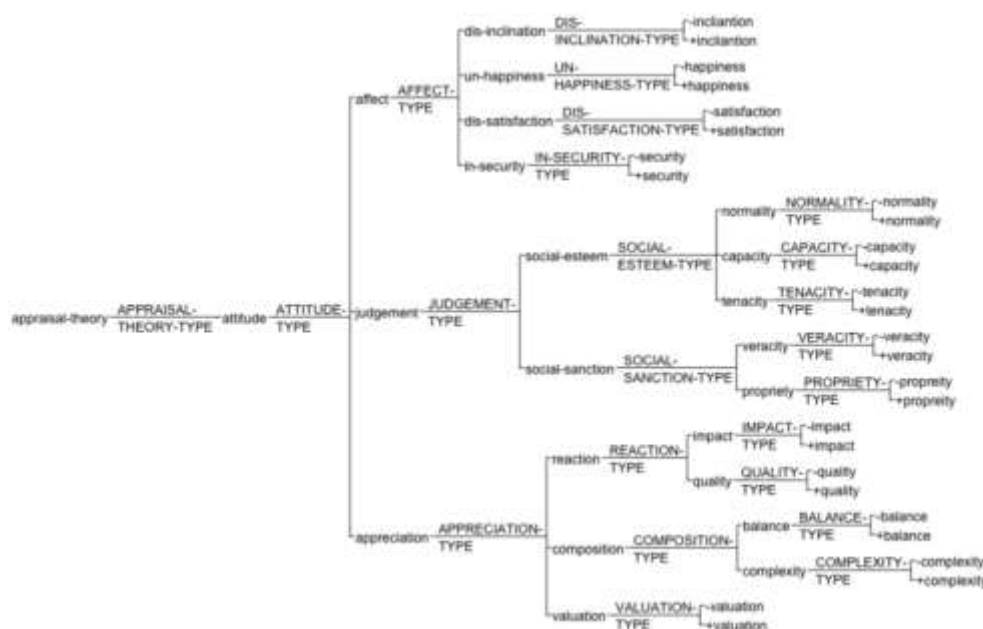 dis-inclination DIS- INCLINATION-TYPE -incliantion
+incliantion
un-happiness UN- HAPPINESS-TYPE -happiness
+happiness
affect AFFECT- TYPE
dis-satisfaction DIS- SATISFACTION-TYPE -satisfaction
+satisfaction
in-security IN-SECURITY- TYPE -security
+security
normality NORMALITY- TYPE -normality
+normality
social-esteem SOCIAL- ESTEEM-TYPE capacity CAPACITY- TYPE -capacity
+capacity
tenacity TENACITY- TYPE -tenacity
+tenacity
appraisal-theory APPRAISAL- THEORY-TYPE attitude ATTITUDE- TYPE judgement JUDGEMENT- TYPE
veracity VERACITY- TYPE -veracity
+veracity
social-sanction SOCIAL- SANCTION-TYPE
propriety PROPRIETY- TYPE -propreity
+propreity
impact IMPACT- TYPE -impact
+impact
reaction REACTION- TYPE
quality QUALITY- TYPE -quality
+quality
appreciation APPRECIATION- TYPE
balance BALANCE- TYPE -balance
+balance
composition COMPOSITION- TYPE
complexity COMPLEXITY- TYPE -complexity
+complexity
valuation VALUATION- TYPE -valuation
+valuation